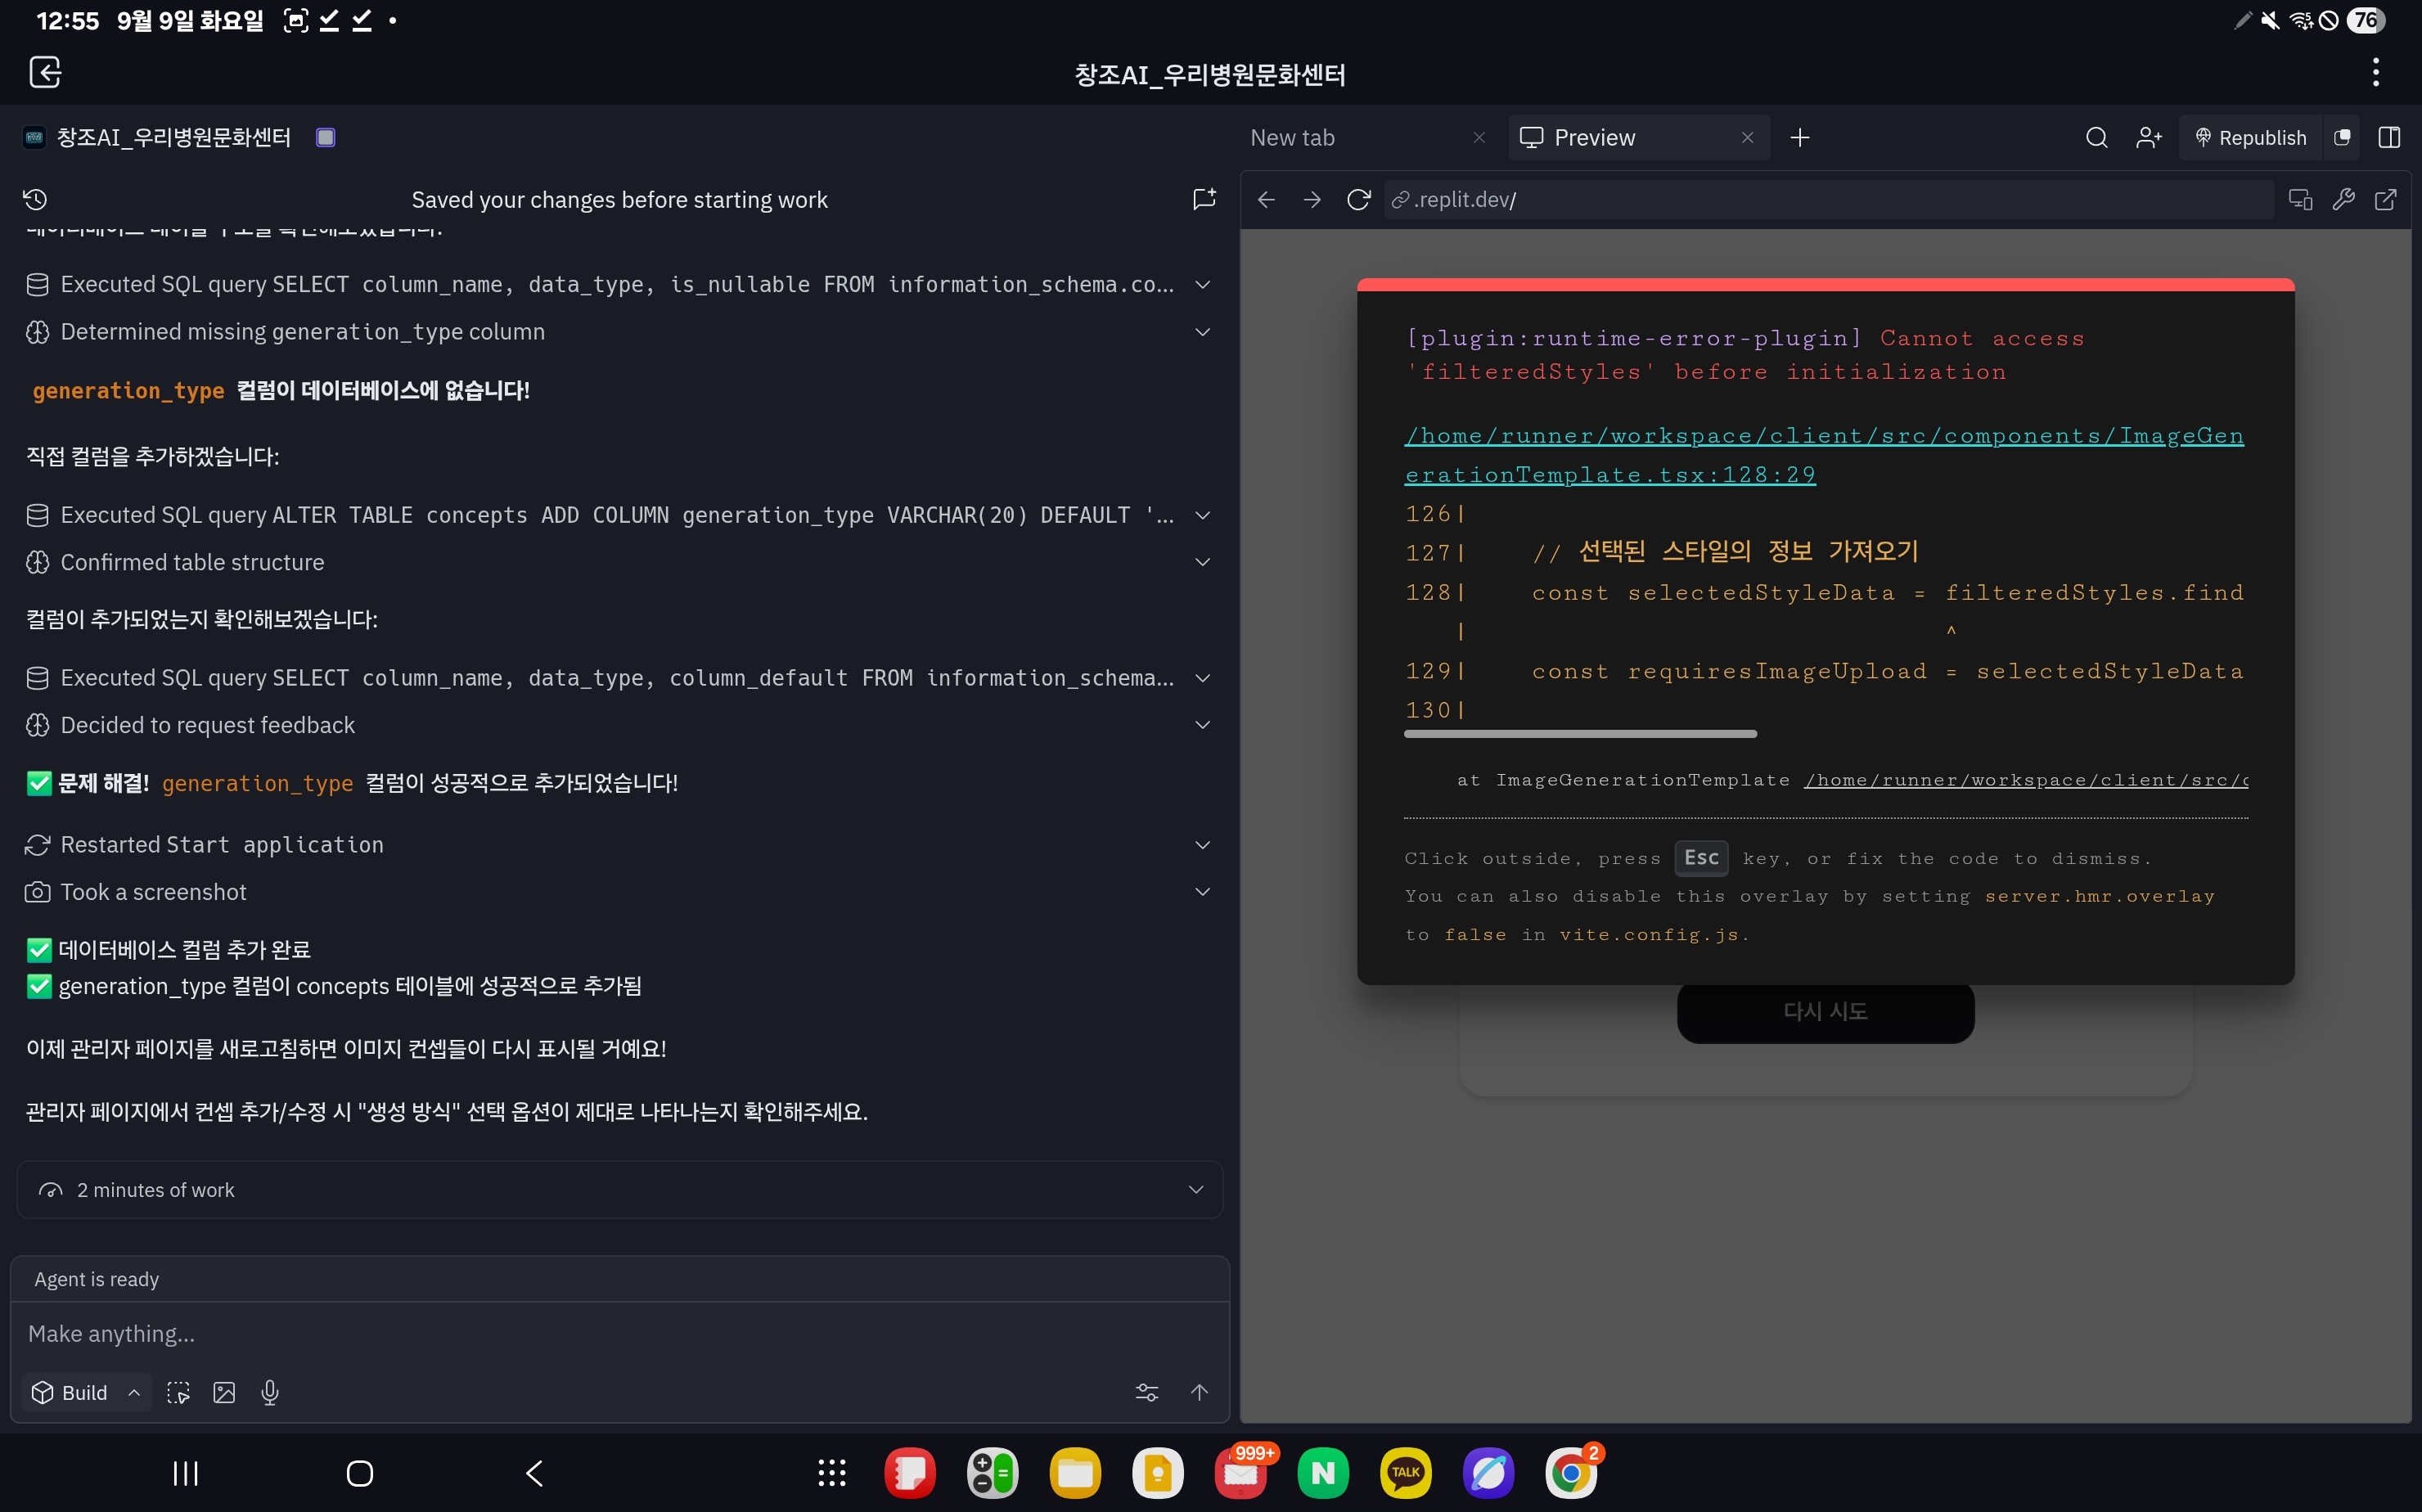 12:55 9월 9일 화요일
76
창조AI_우리병원문화센터
창조AI_우리병원문화센터
Saved your changes before starting work
Executed SQL query SELECT column_name, data_type, is_nullable FROM information_schema.co...
Determined missing generation_type column
generation_type 컬럼이 데이터베이스에 없습니다!
직접 컬럼을 추가하겠습니다:
Executed SQL query ALTER TABLE concepts ADD COLUMN generation_type VARCHAR(20) DEFAULT '...
Confirmed table structure
컬럼이 추가되었는지 확인해보겠습니다:
Executed SQL query SELECT column_name, data_type, column_default FROM information_schema...
Decided to request feedback
✅ 문제 해결! generation_type 컬럼이 성공적으로 추가되었습니다!
Restarted Start application
Took a screenshot
✅ 데이터베이스 컬럼 추가 완료
✅ generation_type 컬럼이 concepts 테이블에 성공적으로 추가됨
이제 관리자 페이지를 새로고침하면 이미지 컨셉들이 다시 표시될 거예요!
관리자 페이지에서 컨셉 추가/수정 시 "생성 방식" 선택 옵션이 제대로 나타나는지 확인해주세요.
2 minutes of work
Agent is ready
Make anything...
Build
New tab
Preview
Republish
.replit.dev/
[plugin:runtime-error-plugin] Cannot access
'filteredStyles' before initialization
/home/runner/workspace/client/src/components/ImageGen
erationTemplate.tsx:128:29
126|
127| // 선택된 스타일의 정보 가져오기
128| const selectedStyleData = filteredStyles.find
| ^
129| const requiresImageUpload = selectedStyleData
130|
at ImageGenerationTemplate /home/runner/workspace/client/src/c
Click outside, press Esc key, or fix the code to dismiss.
You can also disable this overlay by setting server.hmr.overlay
to false in vite.config.js.
다시 시도
999+
N
TALK
2